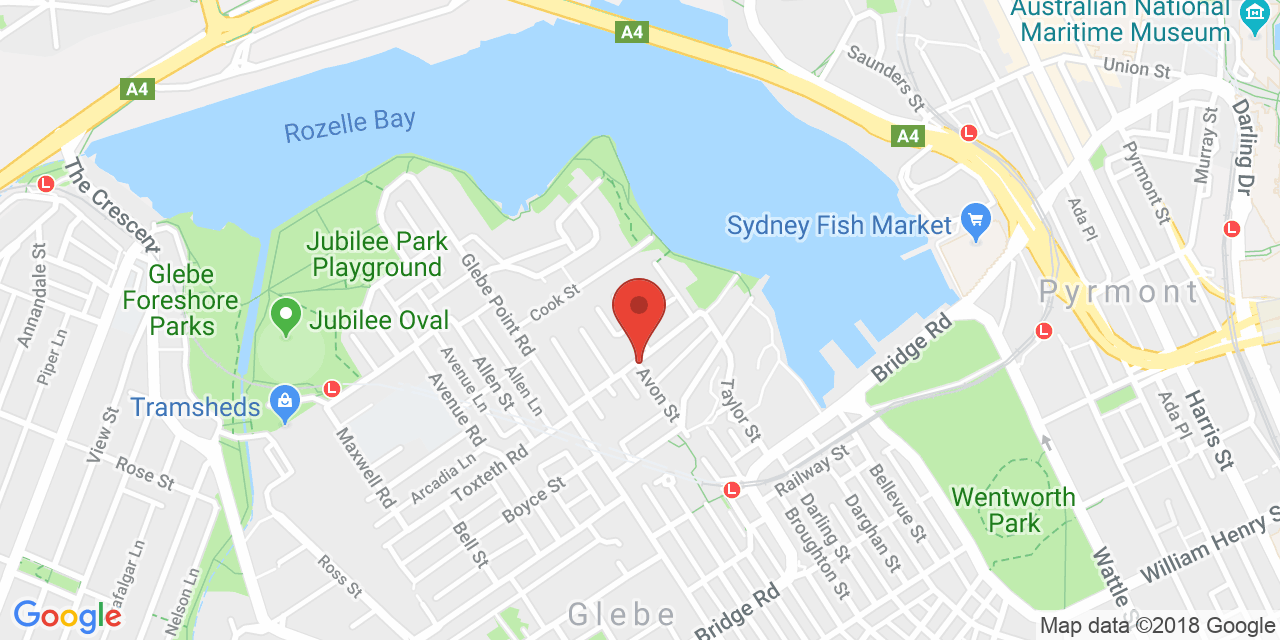 Australian National
Maritime Museum
A4
Saunders St
Union St
A4
Rozelle Bay
Darling Dr
Murray St
A4
Pyrmont St
The Crescent
Ada Pl
Sydney Fish Market
Annandale St
Jubilee Park
Playground
Glebe
Foreshore
Parks
Glebe Point Rd
Cook St
Pyrmont
Jubilee Oval
Piper Ln
Bridge Rd
Avenue Ln
Allen St
Allen Ln
Avenue Rd
Avon St
Taylor St
Tramsheds
Harris St
Ada Pl
View St
Maxwell Rd
Rose St
Arcadia Ln
Toxteth Rd
Boyce St
Railway St
Bellevue St
Wentworth
Park
Darling St
Darghan St
Broughton St
Bell St
William Henry S
Ross St
afalgar Ln
Nelson Ln
Wattle S
Glebe
Bridge Rd
Google
Map data ©2018 Google